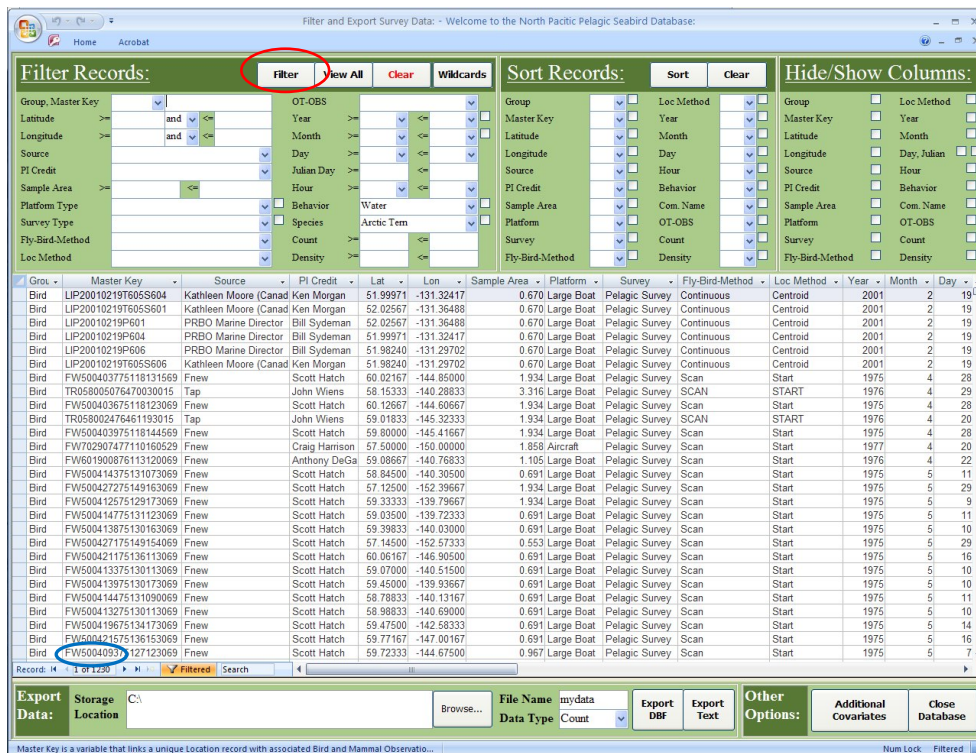 Filter and Export Survey Data: - Welcome to the North Pacific Pelagic Seabird Database:
Home Acrobat
Filter Records: Filter View All Clear Wildcards Sort Records: Sort Clear Hide/Show Columns:
Group, Master Key OT-OBS Group Loc Method Group Loc Method
Latitude >= and <= Year >= <= Master Key Year Master Key Year
Longitude >= and <= Month >= <= Latitude Month Latitude Month
Source Day >= <= Longitude Day Longitude Day, Julian
PI Credit Julian Day >= <= Source Hour Source Hour
Sample Area >= <= Hour >= <= PI Credit Behavior PI Credit Behavior
Platform Type Behavior Water Sample Area Com. Name Sample Area Com. Name
Survey Type Species Arctic Tern Platform OT-OBS Platform OT-OBS
Fly-Bird-Method Count >= <= Survey Count Survey Count
Loc Method Density >= <= Fly-Bird-Method Density Fly-Bird-Method Density
Grou Master Key Source PI Credit Lat Lon Sample Area Platform Survey Fly-Bird-Method Loc Method Year Month Day
Bird LIP20010219T605S604 Kathleen Moore (Canad Ken Morgan 51.99971 -131.32417 0.670 Large Boat Pelagic Survey Continuous Centroid 2001 2 19
Bird LIP20010219T605S601 Kathleen Moore (Canad Ken Morgan 52.02567 -131.36488 0.670 Large Boat Pelagic Survey Continuous Centroid 2001 2 19
Bird LIP20010219P601 PRBO Marine Director Bill Sydeman 52.02567 -131.36488 0.670 Large Boat Pelagic Survey Continuous Centroid 2001 2 19
Bird LIP20010219P604 PRBO Marine Director Bill Sydeman 51.99971 -131.32417 0.670 Large Boat Pelagic Survey Continuous Centroid 2001 2 19
Bird LIP20010219P606 PRBO Marine Director Bill Sydeman 51.98240 -131.29702 0.670 Large Boat Pelagic Survey Continuous Centroid 2001 2 19
Bird LIP20010219T605S606 Kathleen Moore (Canad Ken Morgan 51.98240 -131.29702 0.670 Large Boat Pelagic Survey Continuous Centroid 2001 2 19
Bird FW500403775118131569 Fnew Scott Hatch 60.02167 -144.85000 1.934 Large Boat Pelagic Survey Scan Start 1975 4 28
Bird TR058005076470030015 Tap John Wiens 58.15333 -140.28833 3.316 Large Boat Pelagic Survey SCAN START 1976 4 29
Bird FW500403675118123069 Fnew Scott Hatch 60.12667 -144.60667 1.934 Large Boat Pelagic Survey Scan Start 1975 4 28
Bird TR058002476461193015 Tap John Wiens 59.01833 -145.32333 1.934 Large Boat Pelagic Survey SCAN START 1976 4 20
Bird FW500403975118144569 Fnew Scott Hatch 59.80000 -145.41667 1.934 Large Boat Pelagic Survey Scan Start 1975 4 28
Bird FW702907477110160529 Fnew Craig Harrison 57.50000 -150.00000 1.858 Aircraft Pelagic Survey Scan Start 1977 4 20
Bird FW601900876113120069 Fnew Anthony DeGa 59.08667 -140.76833 1.105 Large Boat Pelagic Survey Scan Start 1976 4 22
Bird FW500414375131073069 Fnew Scott Hatch 58.84500 -140.30500 0.691 Large Boat Pelagic Survey Scan Start 1975 5 11
Bird FW500427275149163069 Fnew Scott Hatch 57.12500 -152.39667 1.934 Large Boat Pelagic Survey Scan Start 1975 5 29
Bird FW500412575129173069 Fnew Scott Hatch 59.33333 -139.79667 1.934 Large Boat Pelagic Survey Scan Start 1975 5 9
Bird FW500414775131123069 Fnew Scott Hatch 59.03500 -139.72333 0.691 Large Boat Pelagic Survey Scan Start 1975 5 11
Bird FW500413875130163069 Fnew Scott Hatch 59.39833 -140.03000 0.691 Large Boat Pelagic Survey Scan Start 1975 5 10
Bird FW500427175149154069 Fnew Scott Hatch 57.14500 -152.57333 0.553 Large Boat Pelagic Survey Scan Start 1975 5 29
Bird FW500421175136113069 Fnew Scott Hatch 60.06167 -146.90500 0.691 Large Boat Pelagic Survey Scan Start 1975 5 16
Bird FW500413375130113069 Fnew Scott Hatch 59.07000 -140.51500 0.691 Large Boat Pelagic Survey Scan Start 1975 5 10
Bird FW500413975130173069 Fnew Scott Hatch 59.45000 -139.93667 0.691 Large Boat Pelagic Survey Scan Start 1975 5 10
Bird FW500414475131090069 Fnew Scott Hatch 58.78833 -140.13167 0.691 Large Boat Pelagic Survey Scan Start 1975 5 11
Bird FW500413275130113069 Fnew Scott Hatch 58.98833 -140.69000 0.691 Large Boat Pelagic Survey Scan Start 1975 5 10
Bird FW500419675134173069 Fnew Scott Hatch 59.47500 -142.58333 0.691 Large Boat Pelagic Survey Scan Start 1975 5 14
Bird FW500421575136153069 Fnew Scott Hatch 59.77167 -147.00167 0.691 Large Boat Pelagic Survey Scan Start 1975 5 16
Bird FW500409375127123069 Fnew Scott Hatch 59.72333 -144.67500 0.967 Large Boat Pelagic Survey Scan Start 1975 5 7
Record: 1 of 1230 Filtered Search
Export Data: Storage Location C:\ Browse... File Name mydata Data Type Count Export DBF Export Text Other Options: Additional Covariates Close Database
Master Key is a variable that links a unique Location record with associated Bird and Mammal Observatio... Num Lock Filtered